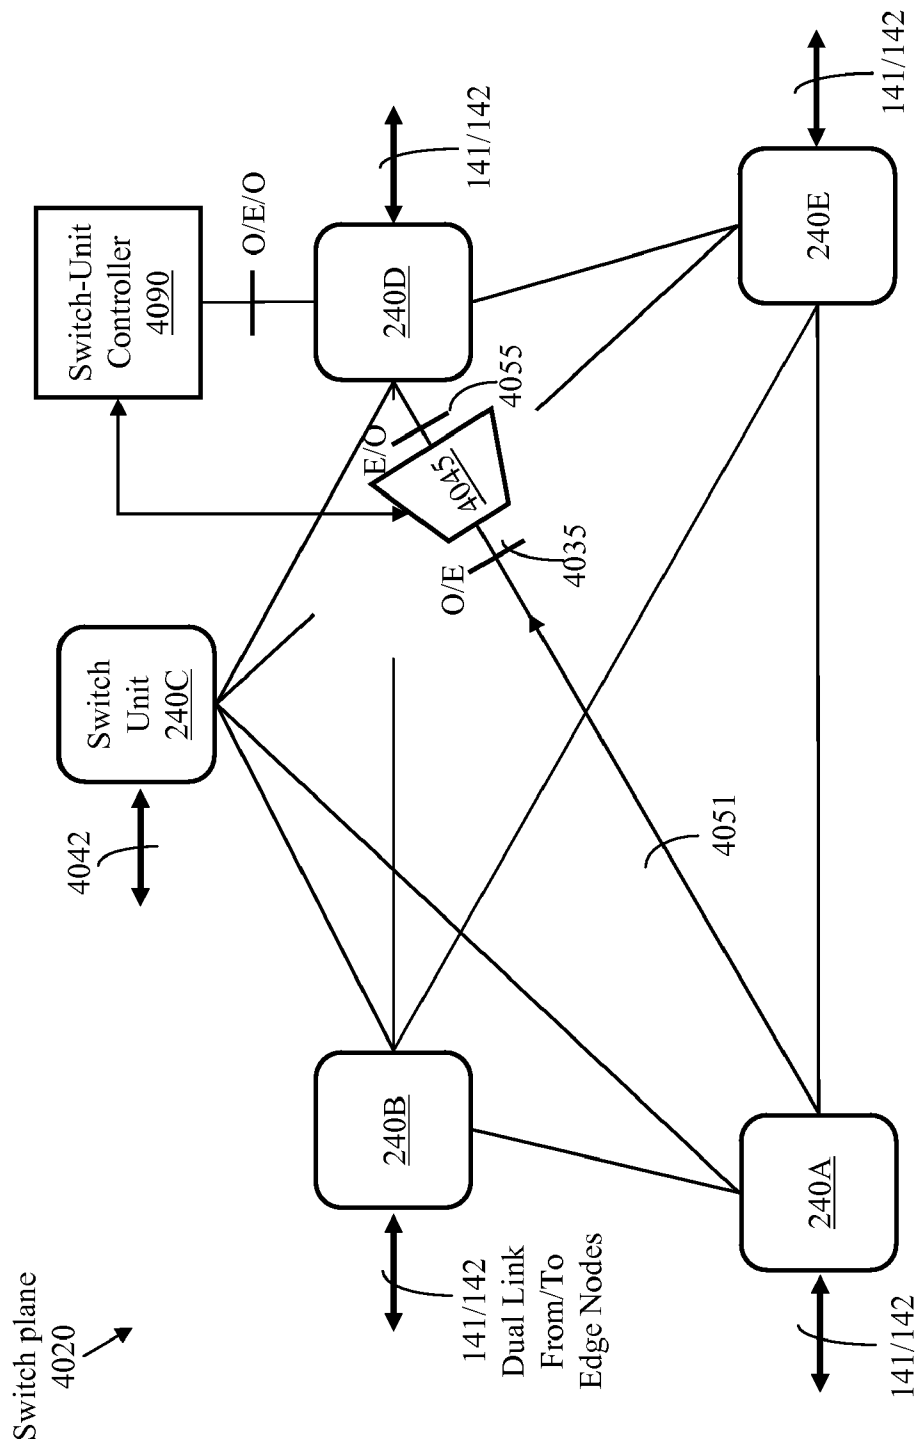 Switch plane
4020
4042
Switch
Unit
240C
Switch-Unit
Controller
4090
O/E/O
141/142
Dual Link
From/To
Edge Nodes
240B
E/O
4055
4045
O/E
4035
240D
141/142
4051
141/142
240A
240E
141/142